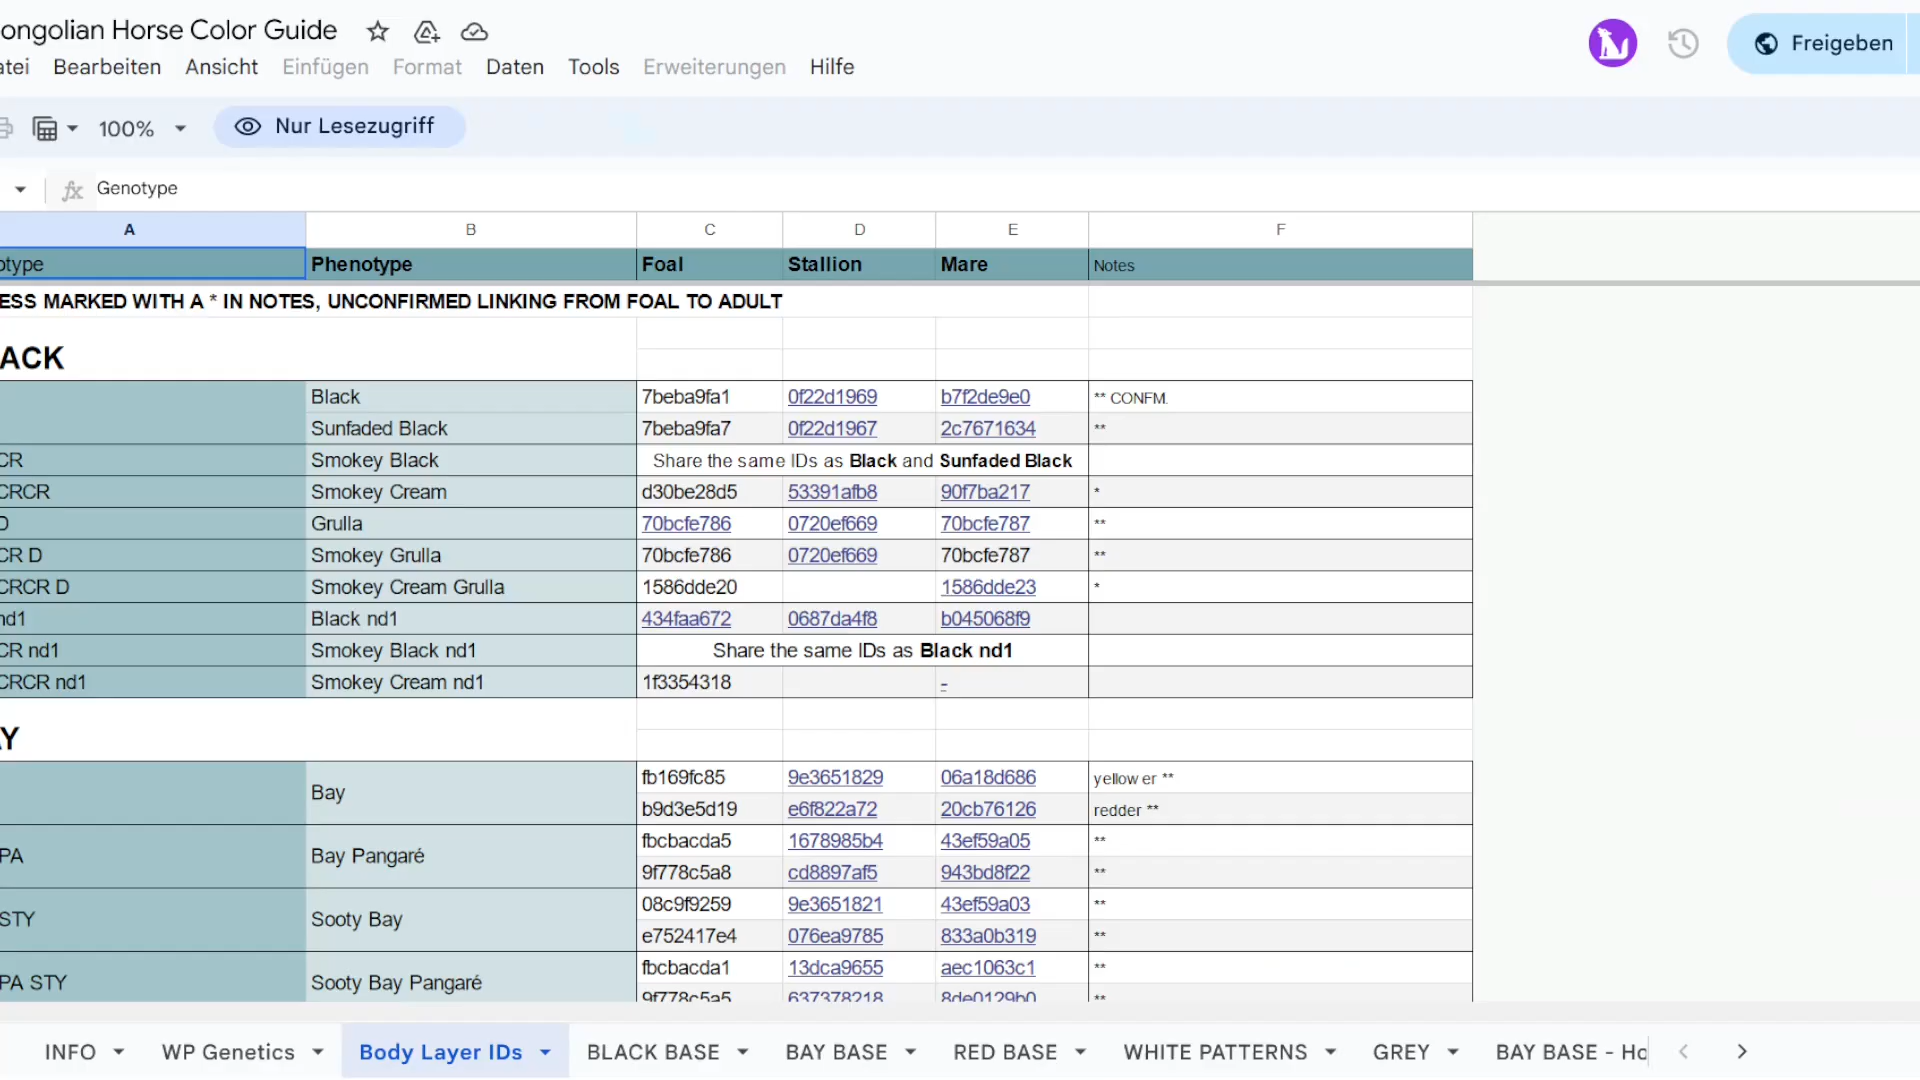 ongolian Horse Color Guide
atei Bearbeiten Ansicht Einfügen Format Daten Tools Erweiterungen Hilfe
Freigeben
100% Nur Lesezugriff
fx Genotype
A B C D E F
otype Phenotype Foal Stallion Mare Notes
ESS MARKED WITH A * IN NOTES, UNCONFIRMED LINKING FROM FOAL TO ADULT
ACK
Black 7beba9fa1 0f22d1969 b7f2de9e0 ** CONFM.
Sunfaded Black 7beba9fa7 0f22d1967 2c7671634 **
CR Smokey Black Share the same IDs as Black and Sunfaded Black
CRCR Smokey Cream d30be28d5 53391afb8 90f7ba217 *
D Grulla 70bcfe786 0720ef669 70bcfe787 **
CR D Smokey Grulla 70bcfe786 0720ef669 70bcfe787 **
CRCR D Smokey Cream Grulla 1586dde20 1586dde23 *
nd1 Black nd1 434faa672 0687da4f8 b045068f9
CR nd1 Smokey Black nd1 Share the same IDs as Black nd1
CRCR nd1 Smokey Cream nd1 1f3354318 -
AY
Bay fb169fc85 9e3651829 06a18d686 yellower **
b9d3e5d19 e6f822a72 20cb76126 redder **
PA Bay Pangaré fbcbacda5 1678985b4 43ef59a05 **
9f778c5a8 cd8897af5 943bd8f22 **
STY Sooty Bay 08c9f9259 9e3651821 43ef59a03 **
e752417e4 076ea9785 833a0b319 **
PA STY Sooty Bay Pangaré fbcbacda1 13dca9655 aec1063c1 **
9f778c5a5 637378218 8de0129b0 **
INFO WP Genetics Body Layer IDs BLACK BASE BAY BASE RED BASE WHITE PATTERNS GREY BAY BASE - Ho